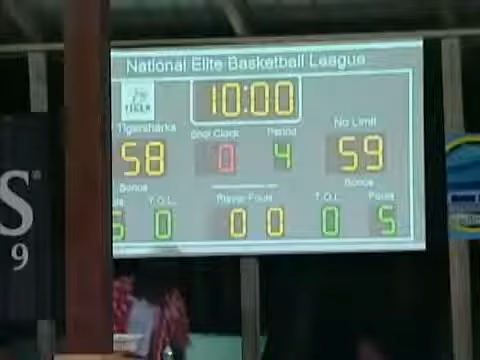 National Elite Basketball League
10:00
Tigersharks Shot Clock Period No Limit
58 0 4 59
Bonus Bonus
T.O.L. Player Fouls T.O.L. Fouls
5 0 0 0 0 5
S
9